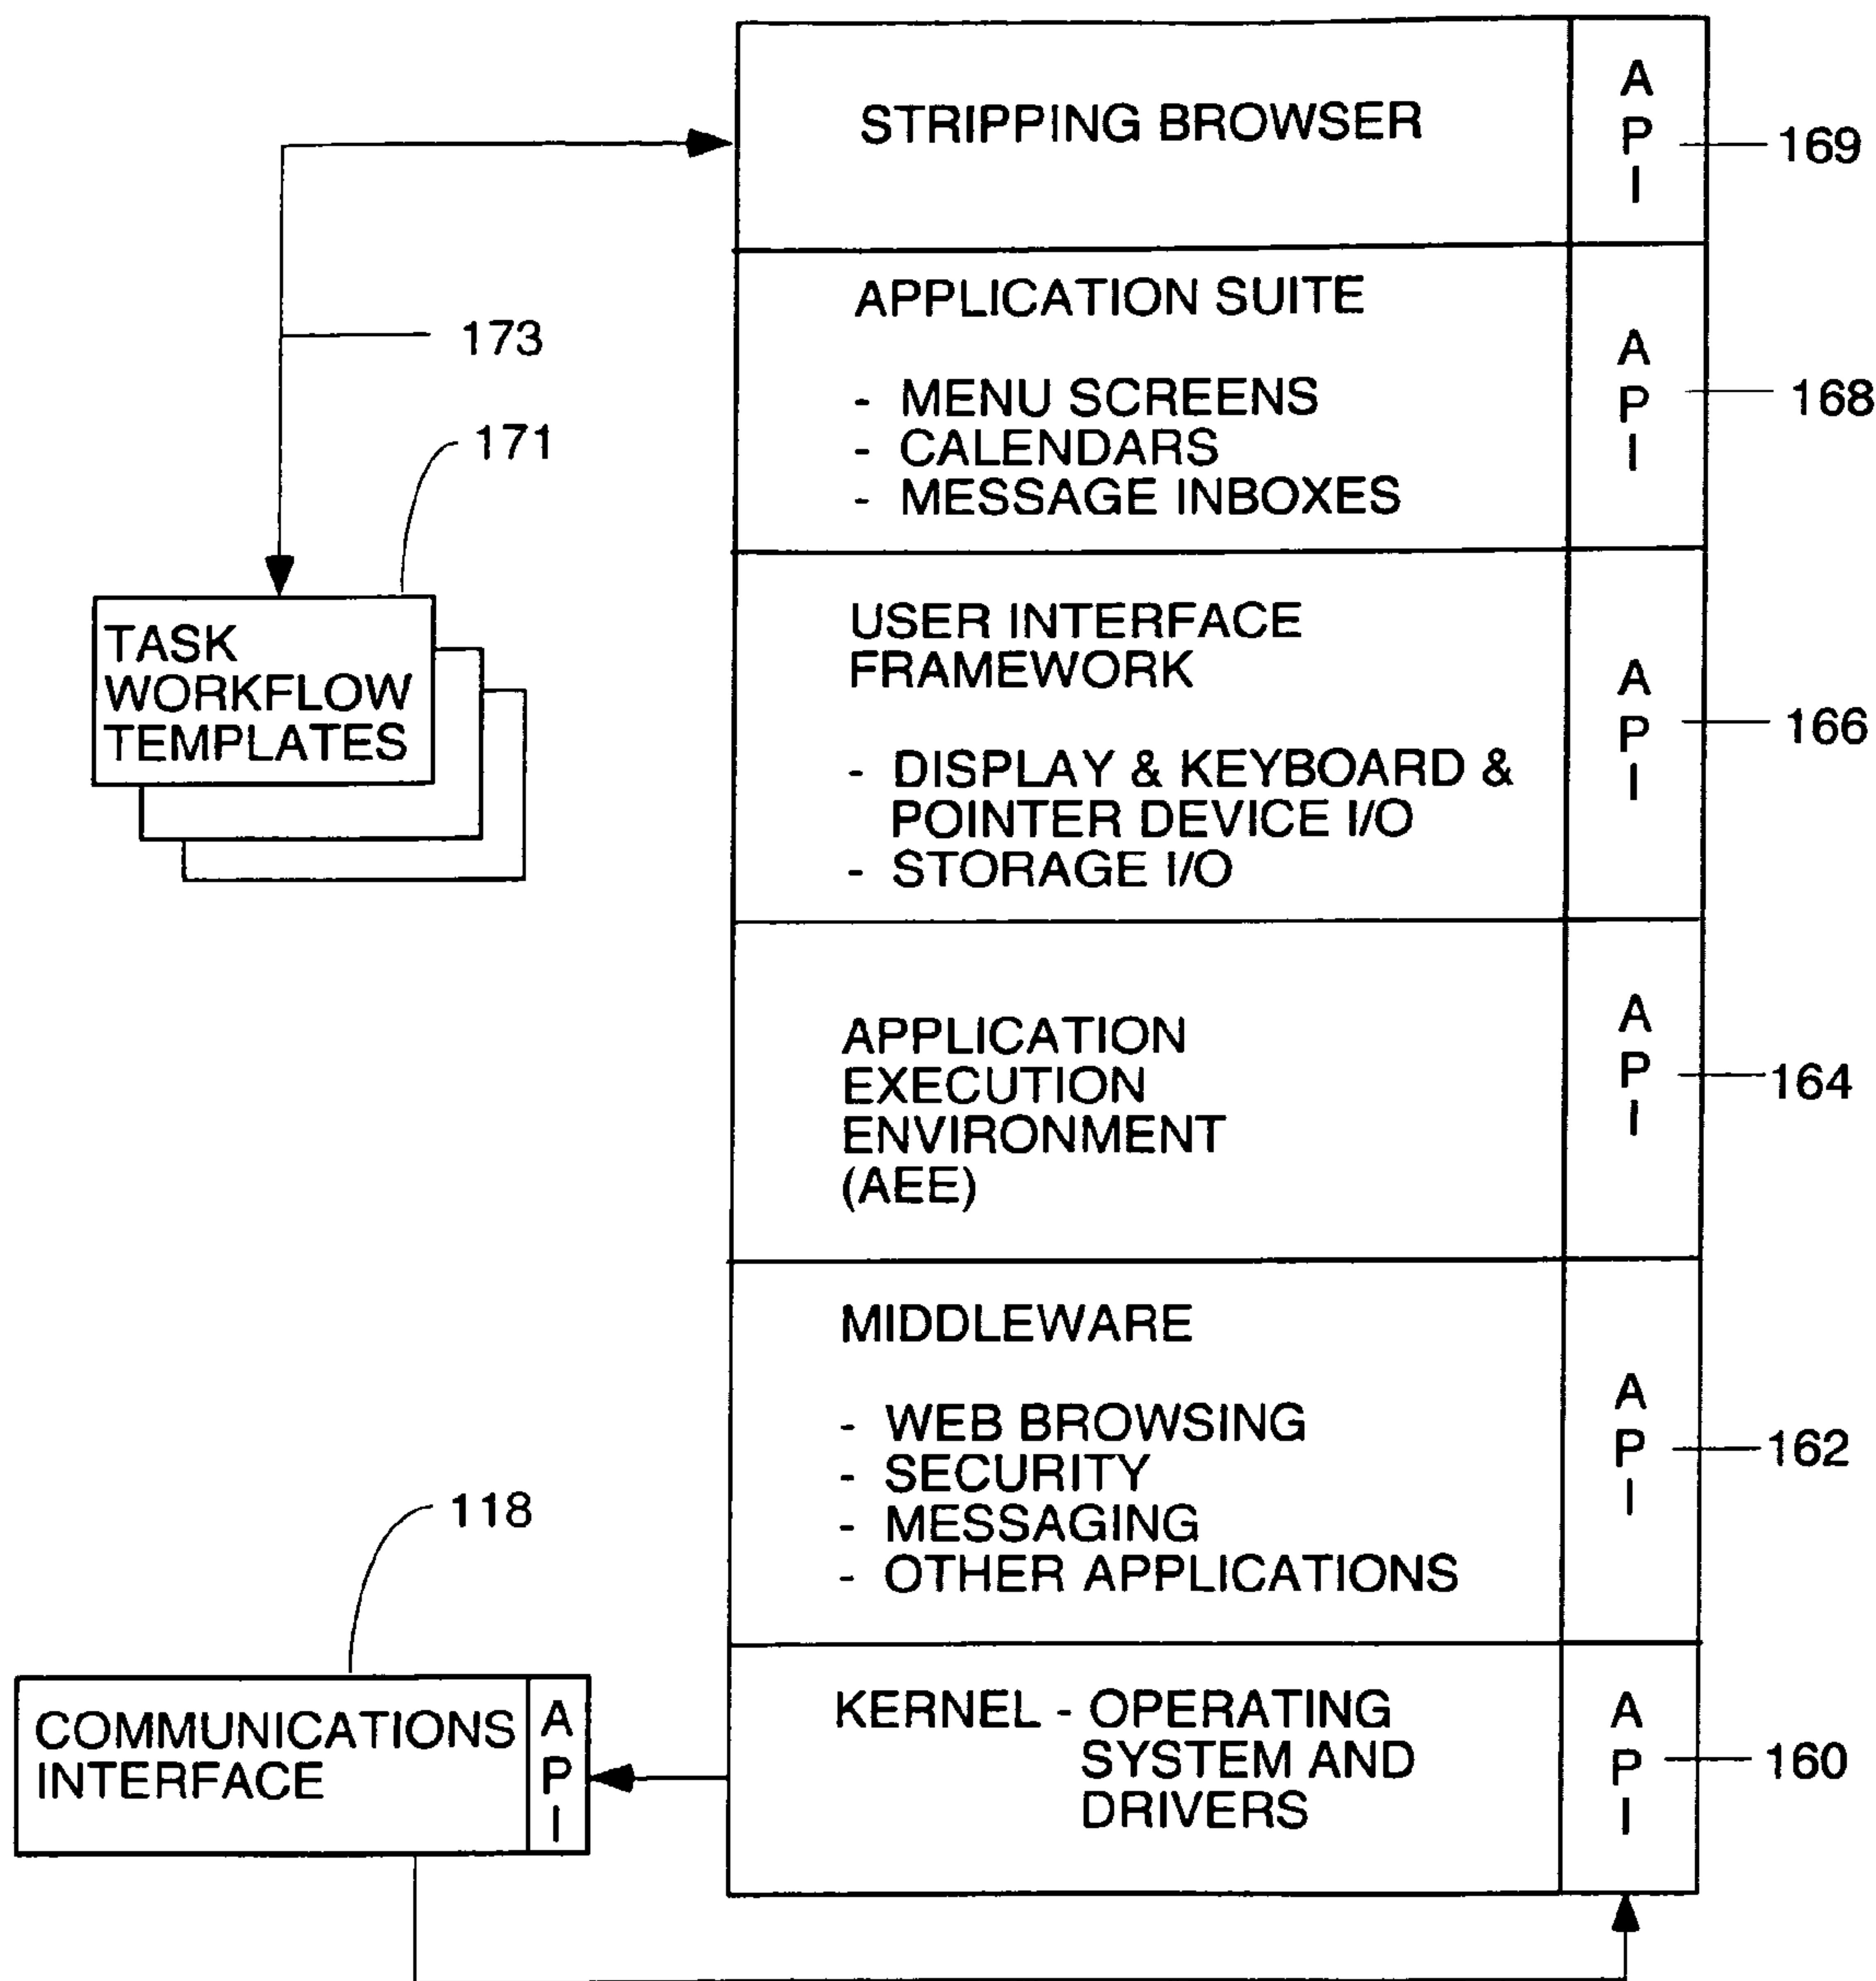 STRIPPING BROWSER
A
P
I
169
APPLICATION SUITE
- MENU SCREENS
- CALENDARS
- MESSAGE INBOXES
A
P
I
168
173
171
TASK
WORKFLOW
TEMPLATES
USER INTERFACE
FRAMEWORK
- DISPLAY & KEYBOARD &
POINTER DEVICE I/O
- STORAGE I/O
A
P
I
166
APPLICATION
EXECUTION
ENVIRONMENT
(AEE)
A
P
I
164
MIDDLEWARE
- WEB BROWSING
- SECURITY
- MESSAGING
- OTHER APPLICATIONS
A
P
I
162
118
COMMUNICATIONS
INTERFACE
A
P
I
KERNEL - OPERATING
SYSTEM AND
DRIVERS
A
P
I
160